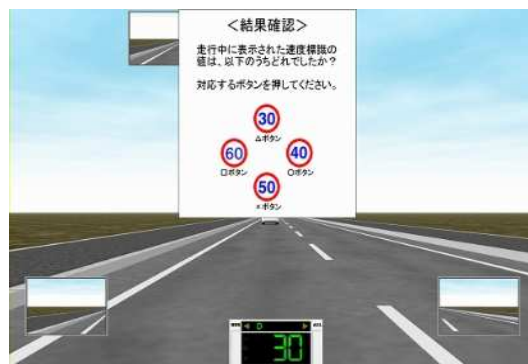 ＜結果確認＞
走行中に表示された速度標識の
値は、以下のうちどれでしたか？
対応するボタンを押してください。
30
△ボタン
60
□ボタン
40
○ボタン
50
×ボタン
D
30